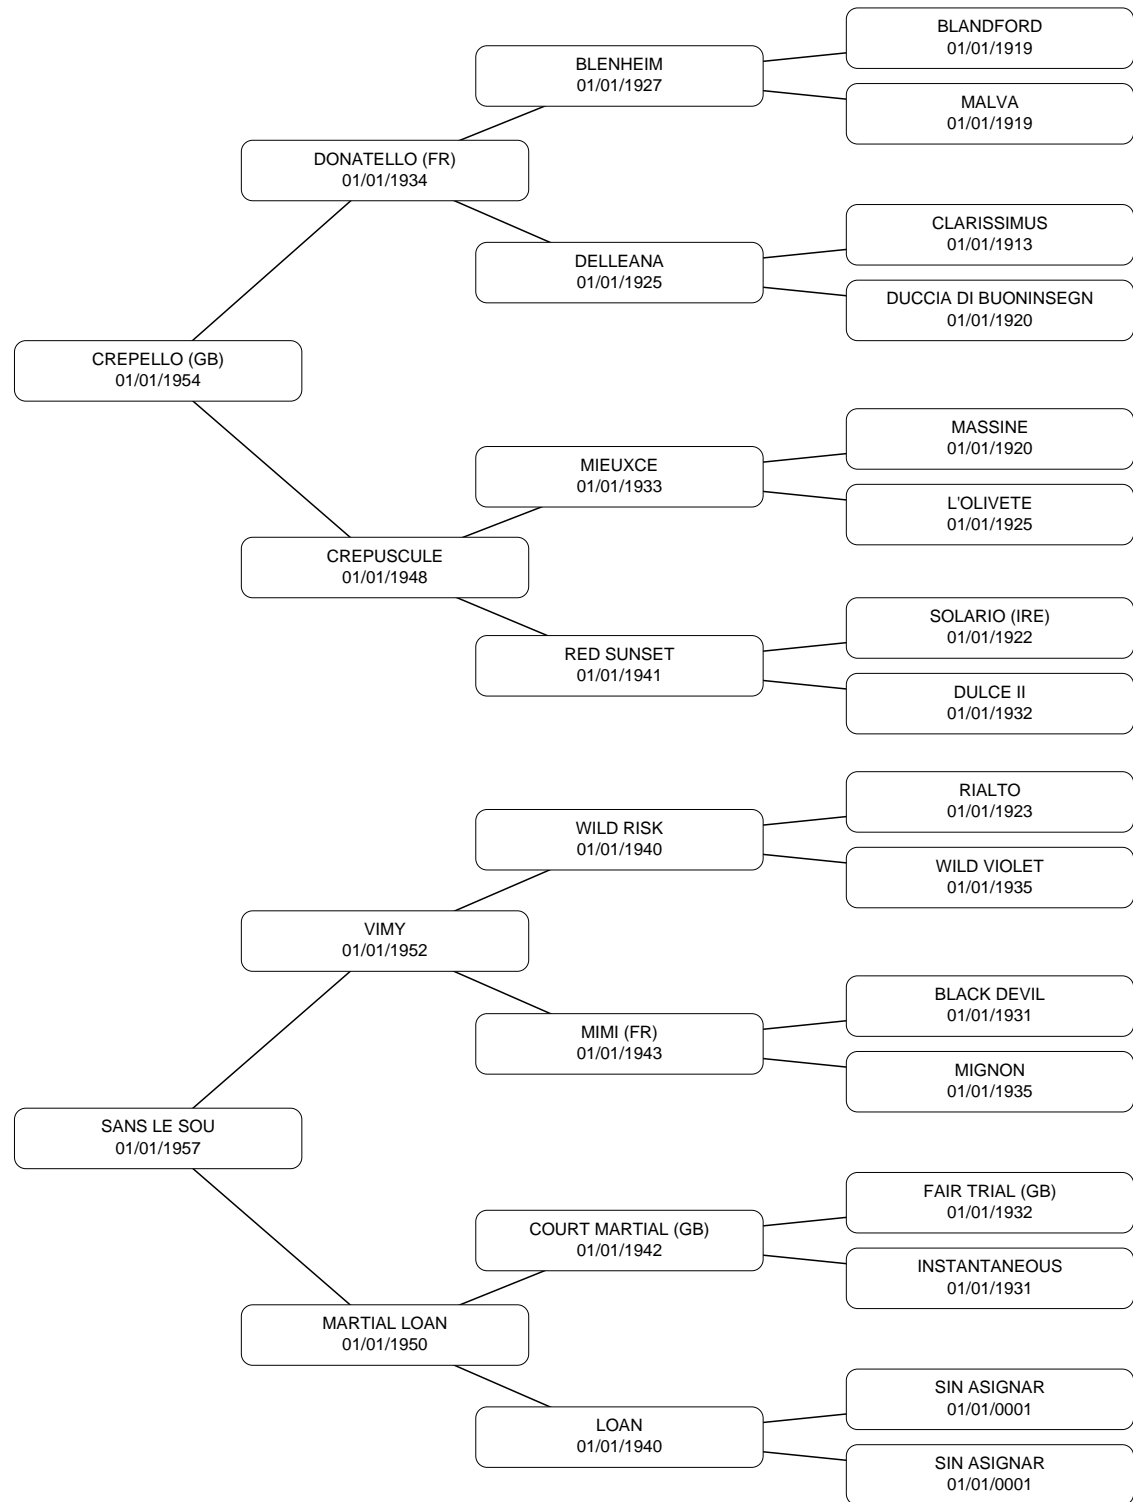 BLANDFORD
01/01/1919
BLENHEIM
01/01/1927
MALVA
01/01/1919
DONATELLO (FR)
01/01/1934
CLARISSIMUS
01/01/1913
DELLEANA
01/01/1925
DUCCIA DI BUONINSEGN
01/01/1920
CREPELLO (GB)
01/01/1954
MASSINE
01/01/1920
MIEUXCE
01/01/1933
L'OLIVETE
01/01/1925
CREPUSCULE
01/01/1948
SOLARIO (IRE)
01/01/1922
RED SUNSET
01/01/1941
DULCE II
01/01/1932
RIALTO
01/01/1923
WILD RISK
01/01/1940
WILD VIOLET
01/01/1935
VIMY
01/01/1952
BLACK DEVIL
01/01/1931
MIMI (FR)
01/01/1943
MIGNON
01/01/1935
SANS LE SOU
01/01/1957
FAIR TRIAL (GB)
01/01/1932
COURT MARTIAL (GB)
01/01/1942
INSTANTANEOUS
01/01/1931
MARTIAL LOAN
01/01/1950
SIN ASIGNAR
01/01/0001
LOAN
01/01/1940
SIN ASIGNAR
01/01/0001